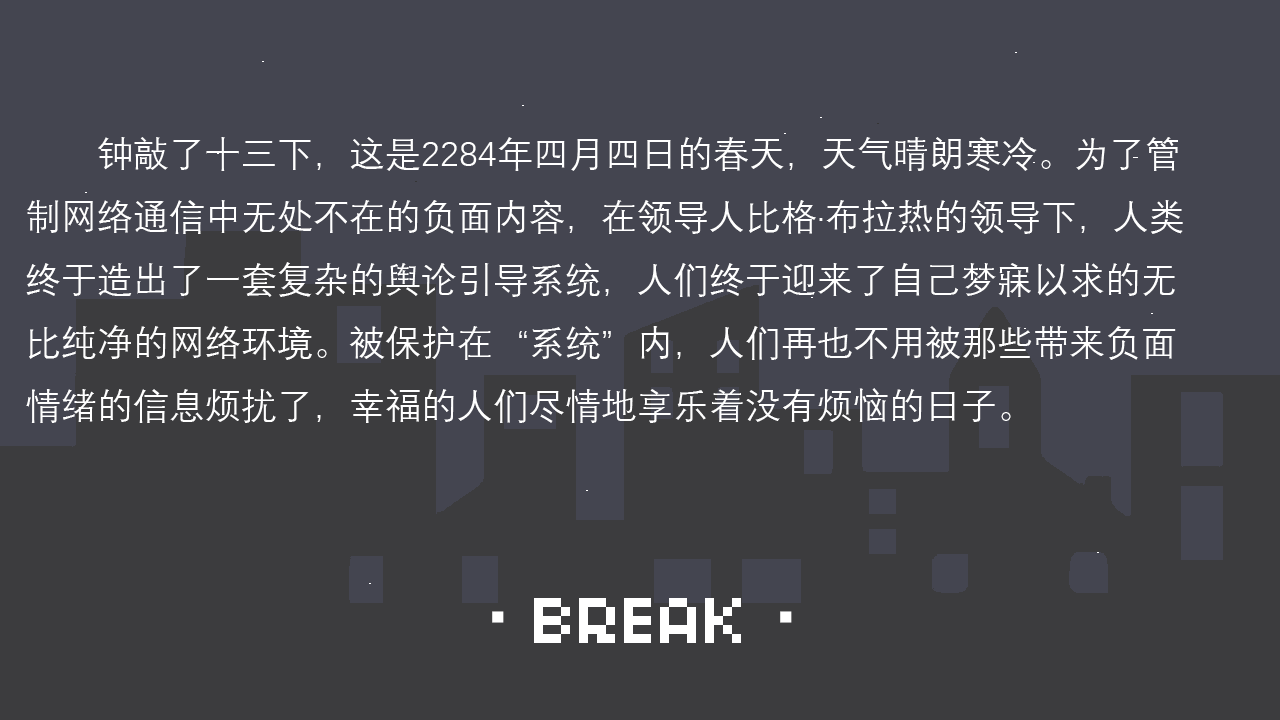 钟敲了十三下，这是2284年四月四日的春天，天气晴朗寒冷。为了管
制网络通信中无处不在的负面内容，在领导人比格·布拉热的领导下，人类
终于造出了一套复杂的舆论引导系统，人们终于迎来了自己梦寐以求的无
比纯净的网络环境。被保护在“系统”内，人们再也不用被那些带来负面
情绪的信息烦扰了，幸福的人们尽情地享乐着没有烦恼的日子。
· BREAK ·